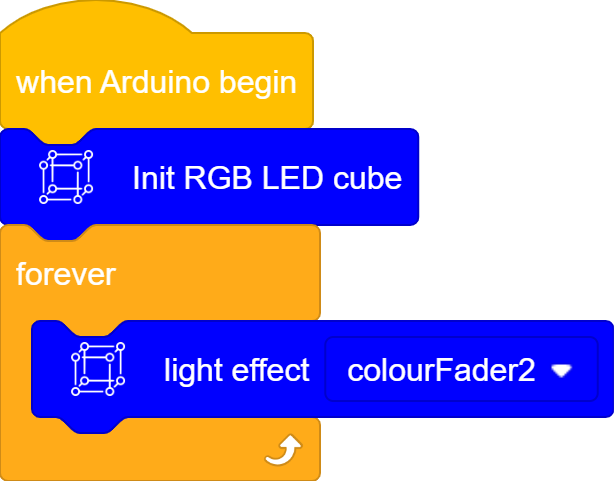 when Arduino begin
Init RGB LED cube
forever
light effect colourFader2